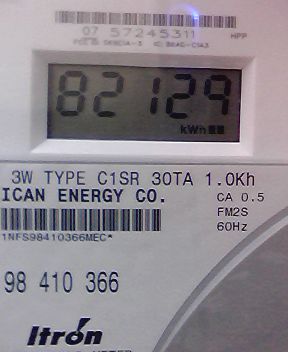 07 57245311 HPP
82129
kWh
3W TYPE C1SR 30TA 1.0Kh
ICAN ENERGY CO. CA 0.5
FM2S
60Hz
1NFS98410366MEC*
98 410 366
Itron